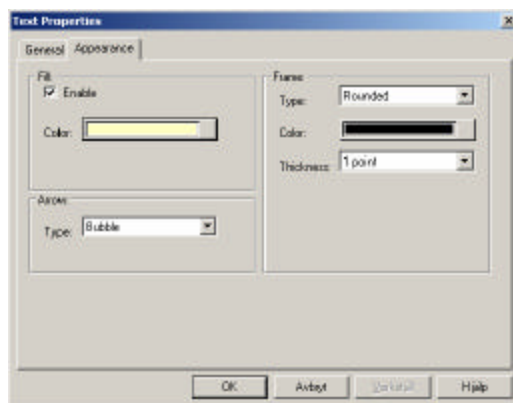 Text Properties
General Appearance
Fill
Enable
Color:
Arrow
Type: Bubble
Frame
Type: Rounded
Color:
Thickness: 1 point
OK Avbryt Verkställ Hjälp